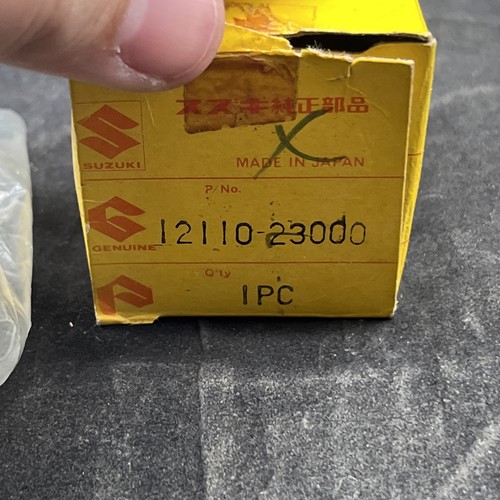 スズキ純正部品
SUZUKI
MADE IN JAPAN
P/No.
GENUINE
12110-23000
Q'ty
1PC